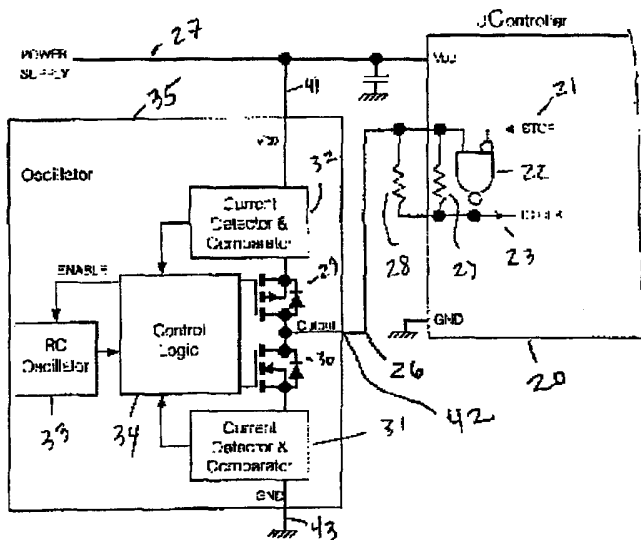 µController
27
POWER
SUPPLY
VDD
35
41
21
STOP
VDD
32
Oscillator
22
Current
Detector &
Comparator
23
28
27
29
ENABLE
Control
Logic
Output
GND
RC
Oscillator
30
26
20
42
33
34
Current
Detector &
Comparator
31
GND
43